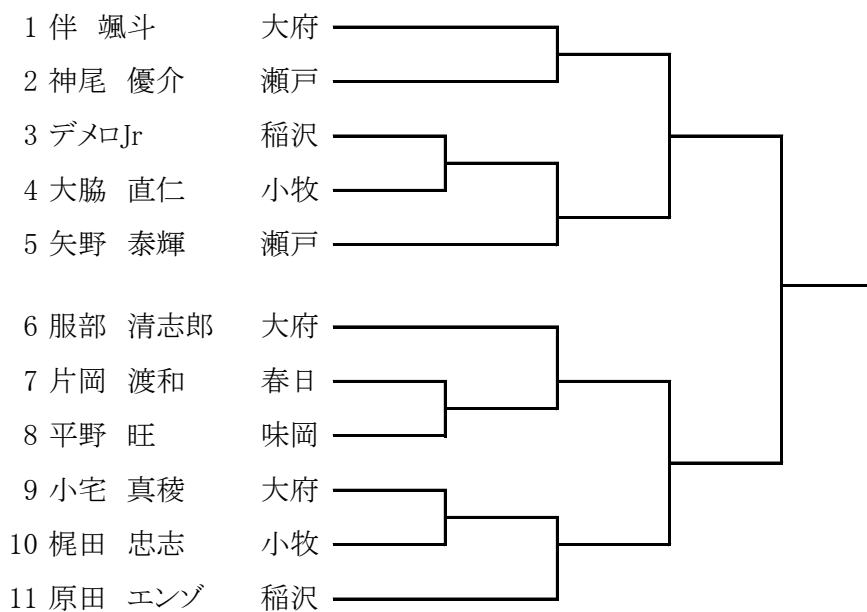 1 伴 颯斗 大府
2 神尾 優介 瀬戸
3 デメロJr 稲沢
4 大脇 直仁 小牧
5 矢野 泰輝 瀬戸
6 服部 清志郎 大府
7 片岡 渡和 春日
8 平野 旺 味岡
9 小宅 真稜 大府
10 梶田 忠志 小牧
11 原田 エンゾ 稲沢